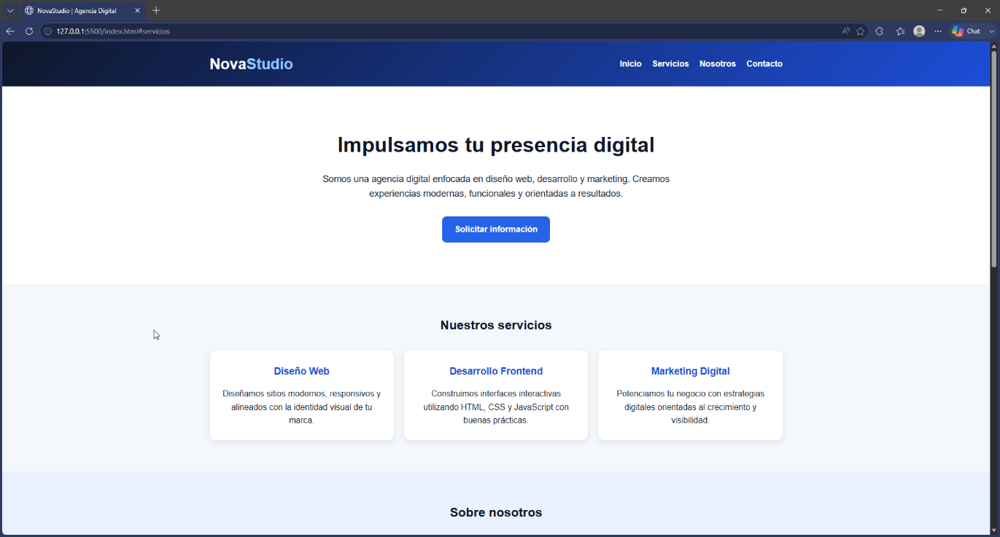 NovaStudio | Agencia Digital
127.0.0.1:5500/index.html#servicios
Chat
NovaStudio
Inicio Servicios Nosotros Contacto
Impulsamos tu presencia digital
Somos una agencia digital enfocada en diseño web, desarrollo y marketing. Creamos
experiencias modernas, funcionales y orientadas a resultados.
Solicitar información
Nuestros servicios
Diseño Web
Diseñamos sitios modernos, responsivos y
alineados con la identidad visual de tu
marca.
Desarrollo Frontend
Construimos interfaces interactivas
utilizando HTML, CSS y JavaScript con
buenas prácticas.
Marketing Digital
Potenciamos tu negocio con estrategias
digitales orientadas al crecimiento y
visibilidad.
Sobre nosotros